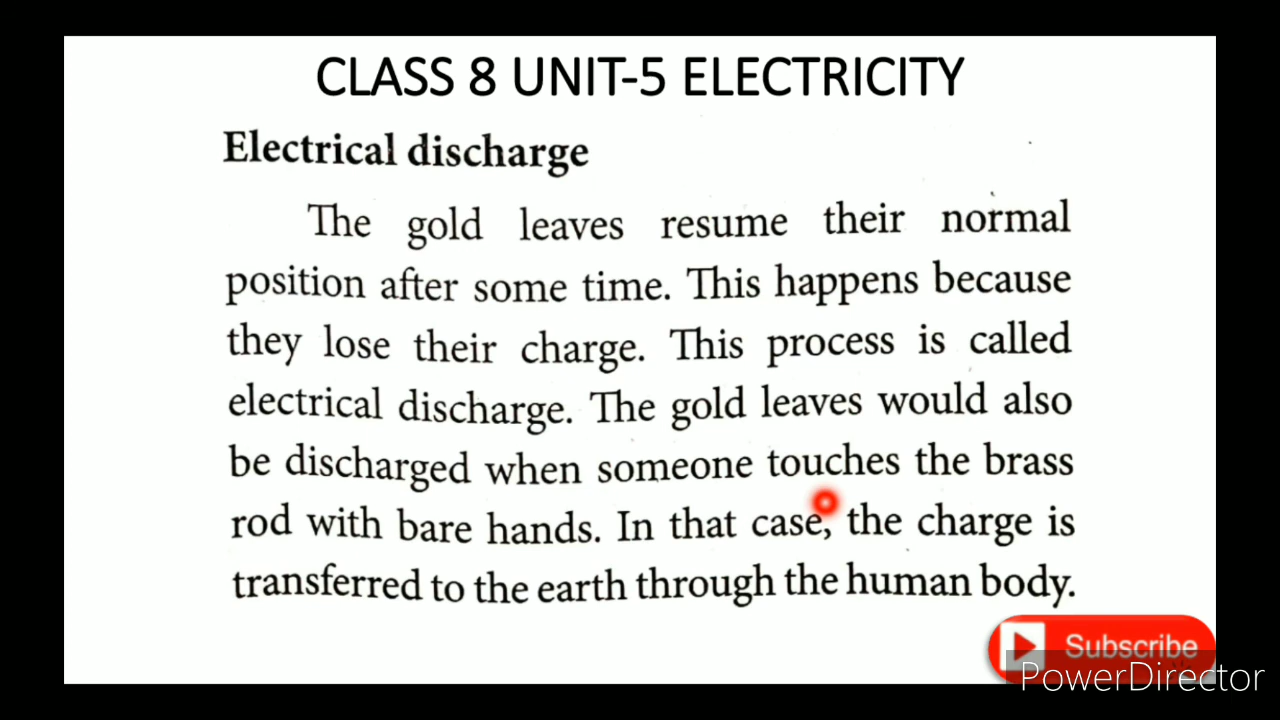 CLASS 8 UNIT-5 ELECTRICITY
Electrical discharge
The gold leaves resume their normal
position after some time. This happens because
they lose their charge. This process is called
electrical discharge. The gold leaves would also
be discharged when someone touches the brass
rod with bare hands. In that case, the charge is
transferred to the earth through the human body.
Subscribe
PowerDirector